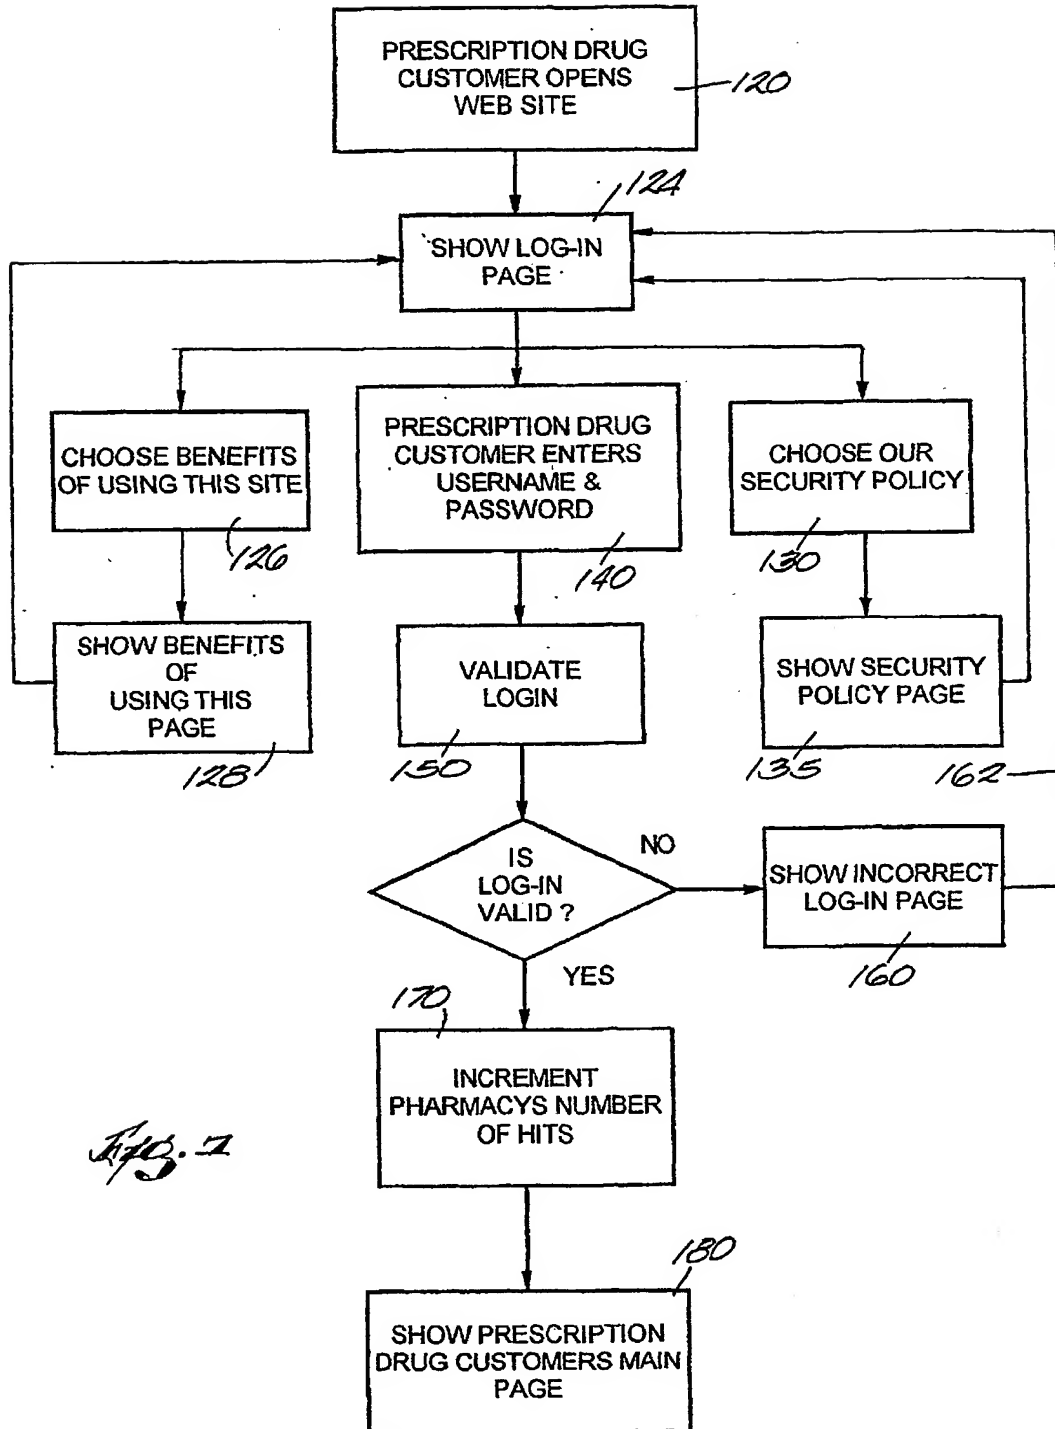 PRESCRIPTION DRUG
CUSTOMER OPENS
WEB SITE
120
124
SHOW LOG-IN
PAGE
CHOOSE BENEFITS
OF USING THIS SITE
126
PRESCRIPTION DRUG
CUSTOMER ENTERS
USERNAME &
PASSWORD
140
CHOOSE OUR
SECURITY POLICY
130
SHOW BENEFITS
OF
USING THIS
PAGE
128
VALIDATE
LOGIN
150
SHOW SECURITY
POLICY PAGE
135
162
IS
LOG-IN
VALID ?
NO
SHOW INCORRECT
LOG-IN PAGE
160
YES
170
INCREMENT
PHARMACYS NUMBER
OF HITS
Fig.
180
SHOW PRESCRIPTION
DRUG CUSTOMERS MAIN
PAGE